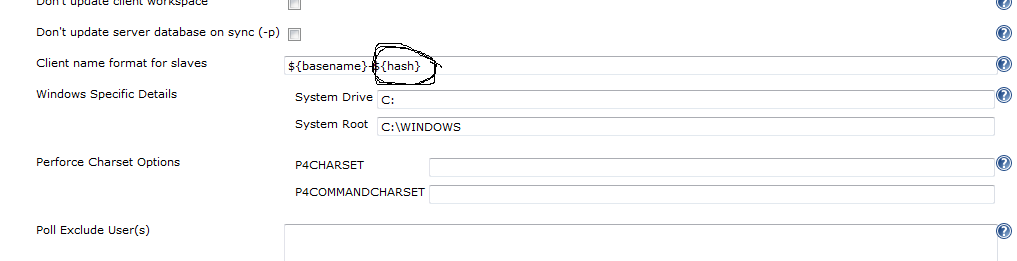 Don't update client workspace
Don't update server database on sync (-p)
Client name format for slaves ${basename}-${hash}
Windows Specific Details System Drive C:
System Root C:\WINDOWS
Perforce Charset Options P4CHARSET
P4COMMANDCHARSET
Poll Exclude User(s)